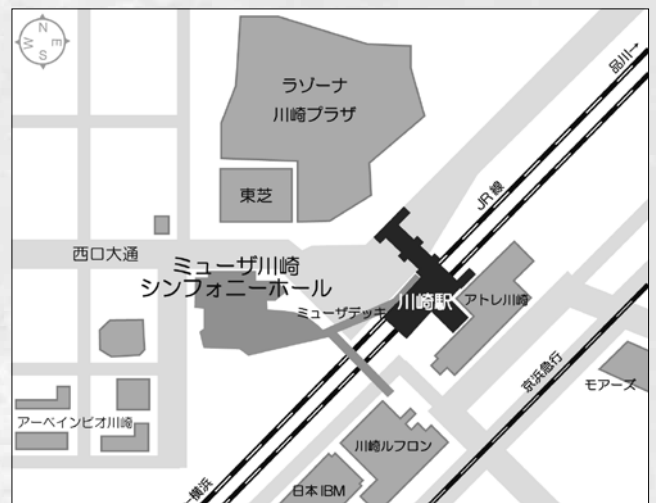 N
W
E
S
ラゾーナ
川崎プラザ
品川→
東芝
JR線
西口大通
ミューザ川崎
シンフォニーホール
ミューザデッキ
川崎駅
アトレ川崎
京浜急行
モアーズ
アーベインビオ川崎
川崎ルフロン
日本IBM
←横浜